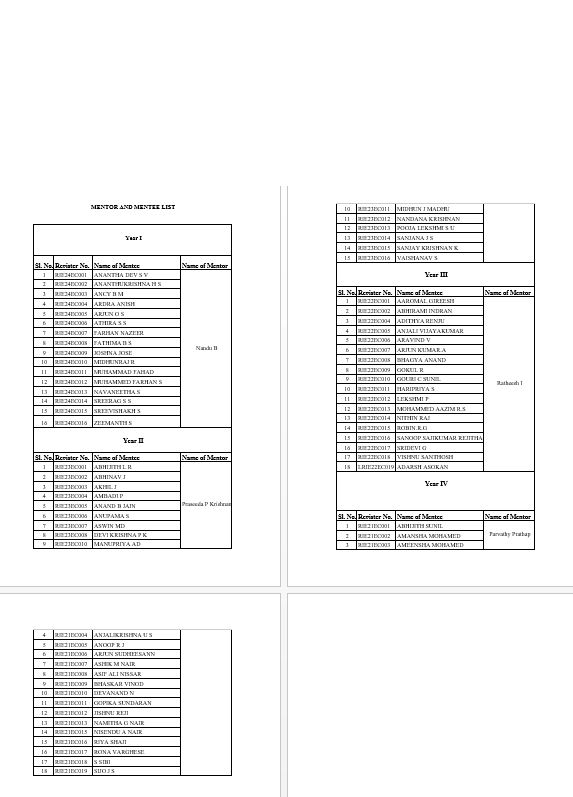 MENTOR AND MENTEE LIST
Year I
Sl. No. Register No. Name of Mentee Name of Mentor
1 RIE24EC001 ANANTHA DEV S V
2 RIE24EC002 ANANTHUKRISHNA H S
3 RIE24EC003 ANCY B M
4 RIE24EC004 ARDRA ANISH
5 RIE24EC005 ARJUN O S
6 RIE24EC006 ATHIRA S S
7 RIE24EC007 FARHAN NAZEER
8 RIE24EC008 FATHIMA B S
Nandu B
9 RIE24EC009 JOSHNA JOSE
10 RIE24EC010 MIDHUNRAJ R
11 RIE24EC011 MUHAMMAD FAHAD
12 RIE24EC012 MUHAMMED FARHAN S
13 RIE24EC013 NAVANEETHA S
14 RIE24EC014 SREERAG S S
15 RIE24EC015 SREEVISHAKH S
16 RIE24EC016 ZEEMANTH S
Year II
Sl. No. Register No. Name of Mentee Name of Mentor
1 RIE23EC001 ABHIJITH L R
2 RIE23EC002 ABHINAV J
3 RIE23EC003 AKHIL J
4 RIE23EC004 AMBADI P
5 RIE23EC005 ANAND B JAIN Praseeda P Krishnan
6 RIE23EC006 ANUPAMA S
7 RIE23EC007 ASWIN MD
8 RIE23EC008 DEVI KRISHNA P K
9 RIE23EC010 MANUPRIYA AD
10 RIE23EC011 MIDHUN J MADHU
11 RIE23EC012 NANDANA KRISHNAN
12 RIE23EC013 POOJA LEKSHMI S U
13 RIE23EC014 SANJANA J S
14 RIE23EC015 SANJAY KRISHNAN K
15 RIE23EC016 VAISHANAV S
Year III
Sl. No. Register No. Name of Mentee Name of Mentor
1 RIE22EC001 AAROMAL GIREESH
2 RIE22EC002 ABHIRAMI INDRAN
3 RIE22EC004 ADITHYA RENJU
4 RIE22EC005 ANJALI VIJAYAKUMAR
5 RIE22EC006 ARAVIND V
6 RIE22EC007 ARJUN KUMAR.A
7 RIE22EC008 BHAGYA ANAND
8 RIE22EC009 GOKUL R
9 RIE22EC010 GOURI C SUNIL
10 RIE22EC011 HARIPRIYA S
11 RIE22EC012 LEKSHMI P
12 RIE22EC013 MOHAMMED AAZIM R.S
13 RIE22EC014 NITHIN RAJ
14 RIE22EC015 ROBIN.R.G
15 RIE22EC016 SANOOP SAJIKUMAR REJITHA
16 RIE22EC017 SRIDEVI G
17 RIE22EC018 VISHNU SANTHOSH
18 LRIE22EC019 ADARSH ASOKAN
Year IV
Sl. No. Register No. Name of Mentee Name of Mentor
1 RIE21EC001 ABHIJITH SUNIL
2 RIE21EC002 AMANSHA MOHAMED Parvathy Prathap
3 RIE21EC003 AMEENSHA MOHAMED
4 RIE21EC004 ANJALIKRISHNA U S
5 RIE21EC005 ANOOP R J
6 RIE21EC006 ARJUN SUDHEESANN
7 RIE21EC007 ASHIK M NAIR
8 RIE21EC008 ASIF ALI NISSAR
9 RIE21EC009 BHASKAR VINOD
10 RIE21EC010 DEVANAND N
11 RIE21EC011 GOPIKA SUNDARAN
12 RIE21EC012 JISHNU REJI
13 RIE21EC013 NAMITHA G NAIR
14 RIE21EC015 NISENDU A NAIR
15 RIE21EC016 RIYA SHAJI
16 RIE21EC017 RONA VARGHESE
17 RIE21EC018 S SIBI
18 RIE21EC019 SIJO J S